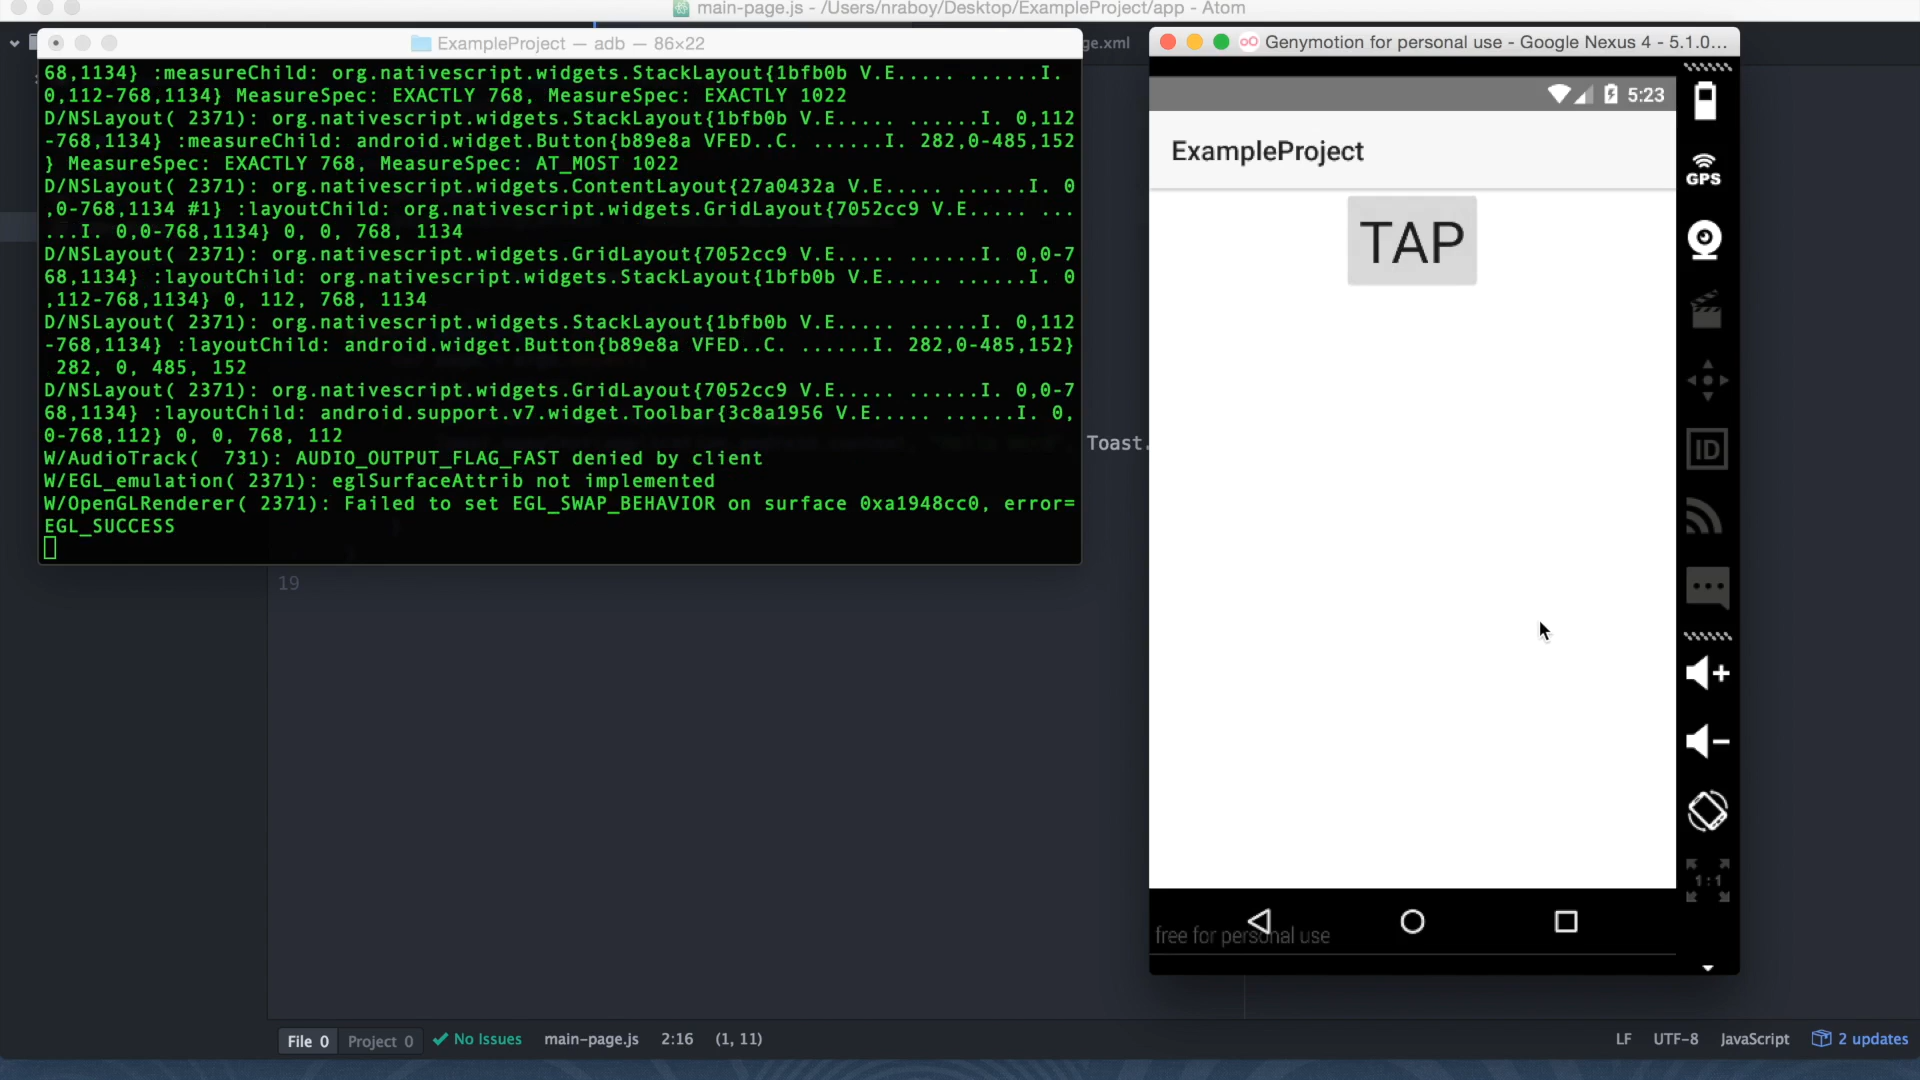 main-page.js - /Users/nraboy/Desktop/ExampleProject/app - Atom
ExampleProject — adb — 86×22
ge.xml
68,1134} :measureChild: org.nativescript.widgets.StackLayout{1bfb0b V.E..... ......I.
0,112-768,1134} MeasureSpec: EXACTLY 768, MeasureSpec: EXACTLY 1022
D/NSLayout( 2371): org.nativescript.widgets.StackLayout{1bfb0b V.E..... ......I. 0,112
-768,1134} :measureChild: android.widget.Button{b89e8a VFED..C. ......I. 282,0-485,152
} MeasureSpec: EXACTLY 768, MeasureSpec: AT_MOST 1022
D/NSLayout( 2371): org.nativescript.widgets.ContentLayout{27a0432a V.E..... ......I. 0
,0-768,1134 #1} :layoutChild: org.nativescript.widgets.GridLayout{7052cc9 V.E..... ...
...I. 0,0-768,1134} 0, 0, 768, 1134
D/NSLayout( 2371): org.nativescript.widgets.GridLayout{7052cc9 V.E..... ......I. 0,0-7
68,1134} :layoutChild: org.nativescript.widgets.StackLayout{1bfb0b V.E..... ......I. 0
,112-768,1134} 0, 112, 768, 1134
D/NSLayout( 2371): org.nativescript.widgets.StackLayout{1bfb0b V.E..... ......I. 0,112
-768,1134} :layoutChild: android.widget.Button{b89e8a VFED..C. ......I. 282,0-485,152}
282, 0, 485, 152
D/NSLayout( 2371): org.nativescript.widgets.GridLayout{7052cc9 V.E..... ......I. 0,0-7
68,1134} :layoutChild: android.support.v7.widget.Toolbar{3c8a1956 V.E..... ......I. 0,
0-768,112} 0, 0, 768, 112
W/AudioTrack(  731): AUDIO_OUTPUT_FLAG_FAST denied by client
W/EGL_emulation( 2371): eglSurfaceAttrib not implemented
W/OpenGLRenderer( 2371): Failed to set EGL_SWAP_BEHAVIOR on surface 0xa1948cc0, error=
EGL_SUCCESS
Toast.
19
Genymotion for personal use - Google Nexus 4 - 5.1.0...
5:23
ExampleProject
TAP
GPS
ID
1:1
free for personal use
File 0
Project 0
No Issues
main-page.js
2:16
(1, 11)
LF
UTF-8
JavaScript
2 updates